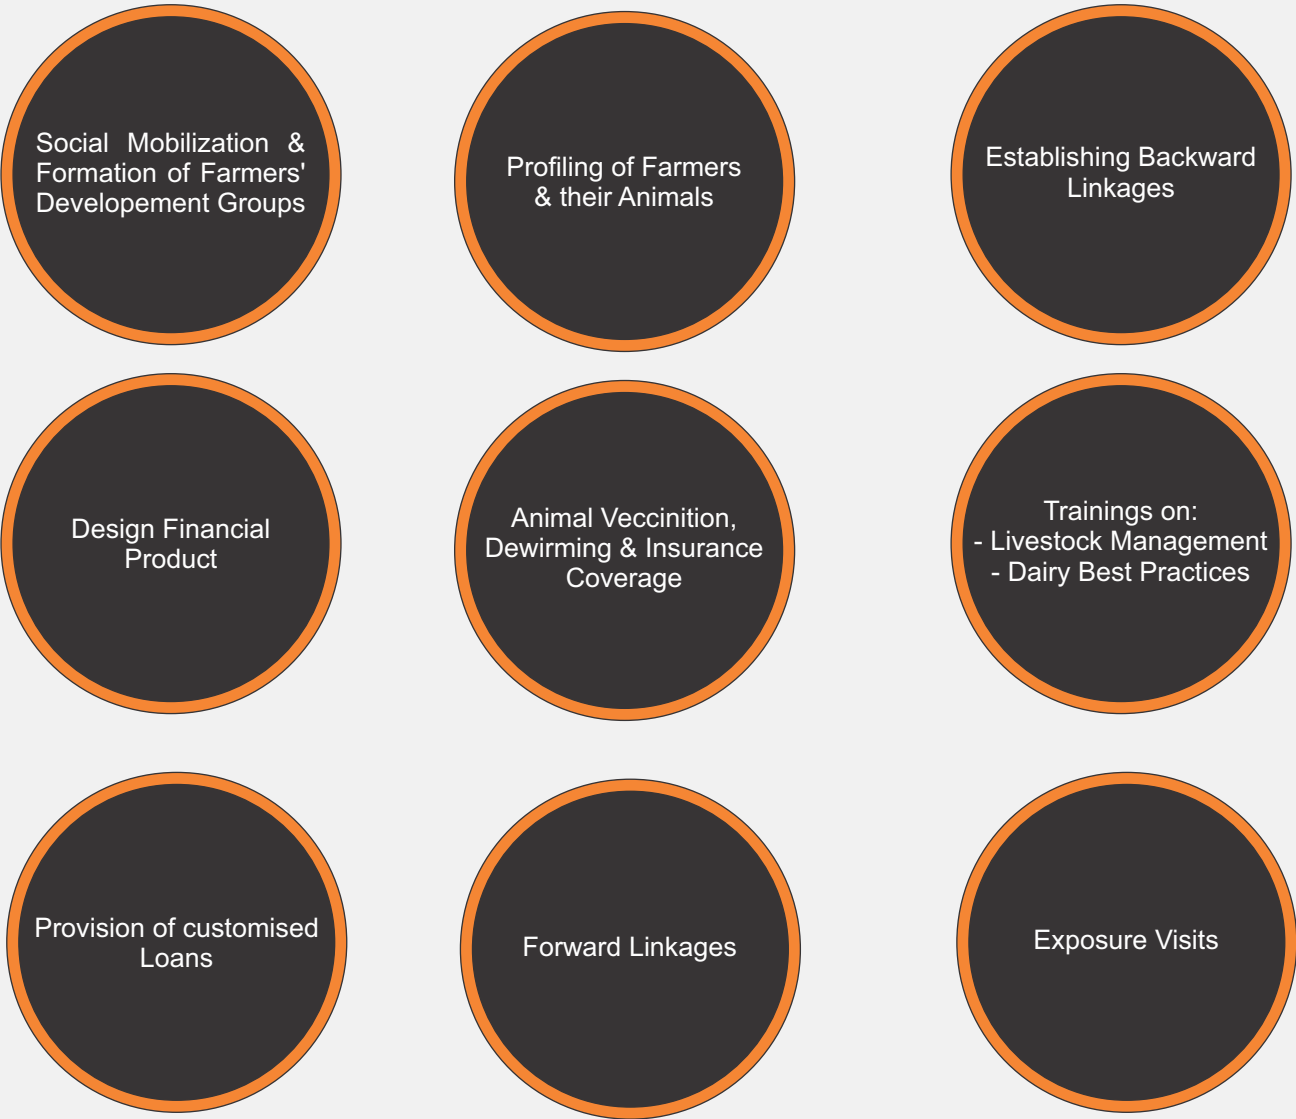 Social Mobilization &
Formation of Farmers'
Developement Groups
Profiling of Farmers
& their Animals
Establishing Backward
Linkages
Design Financial
Product
Animal Veccinition,
Dewirming & Insurance
Coverage
Trainings on:
- Livestock Management
- Dairy Best Practices
Provision of customised
Loans
Forward Linkages
Exposure Visits